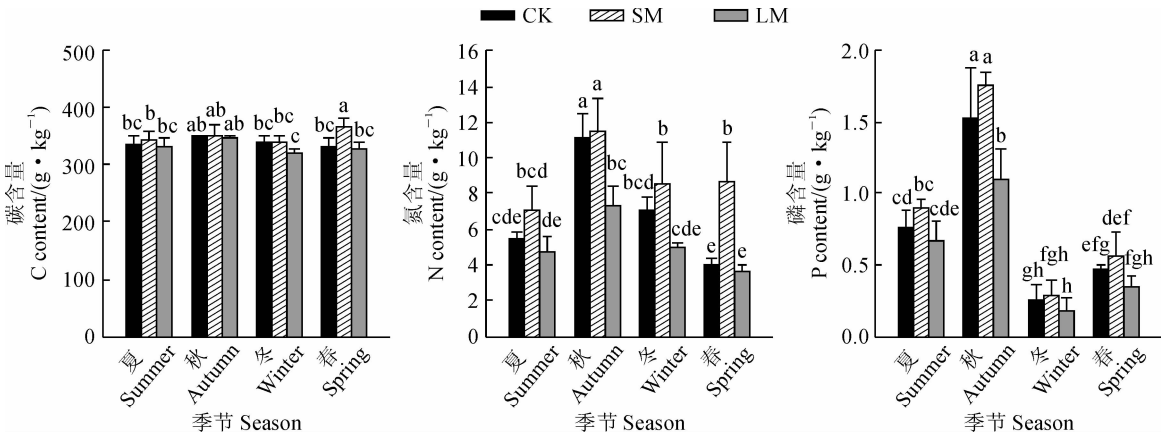 CK SM LM
碳含量
C content/(g·kg⁻¹)
500
400
300
200
100
0
bc b bc
ab ab ab
bc bc c
bc a bc
夏 秋 冬 春
Summer Autumn Winter Spring
季节 Season
氮含量
N content/(g·kg⁻¹)
16
14
12
10
8
6
4
2
0
cde bcd de
a a bc
bcd b cde
e b e
夏 秋 冬 春
Summer Autumn Winter Spring
季节 Season
磷含量
P content/(g·kg⁻¹)
2.0
1.5
1.0
0.5
0.0
cd bc cde
a a b
gh fgh h
efg def fgh
夏 秋 冬 春
Summer Autumn Winter Spring
季节 Season